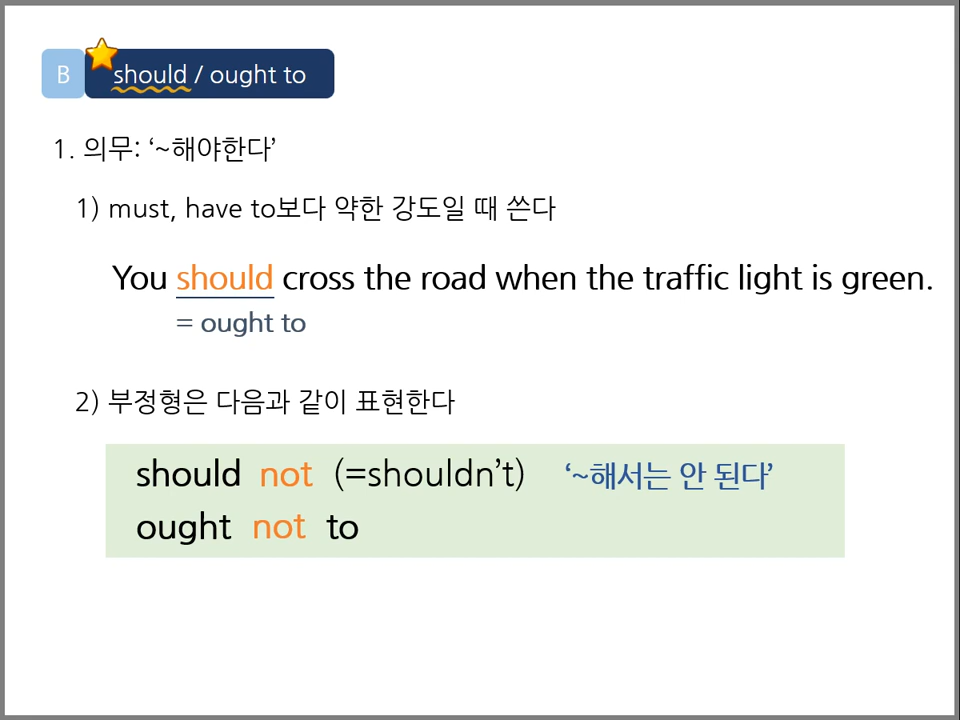 B should / ought to
1. 의무: ‘~해야한다’
1) must, have to보다 약한 강도일 때 쓴다
You should cross the road when the traffic light is green.
= ought to
2) 부정형은 다음과 같이 표현한다
should not (=shouldn’t) ‘~해서는 안 된다’
ought not to